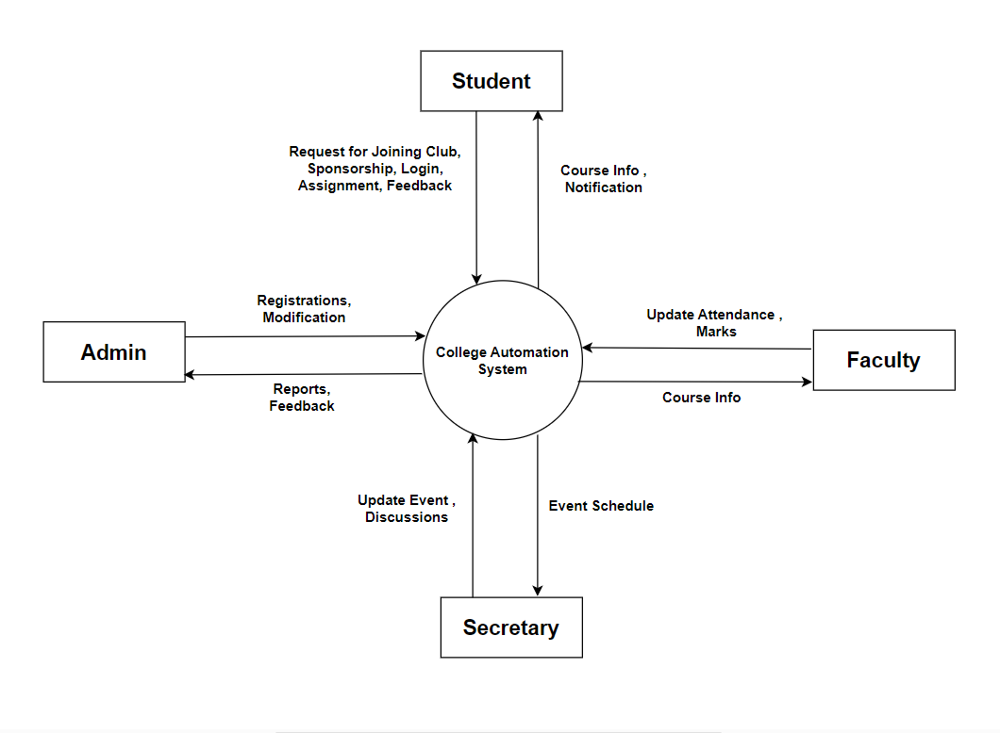 Student
Request for Joining Club,
Sponsorship, Login,
Assignment, Feedback
Course Info ,
Notification
Registrations,
Modification
Update Attendance ,
Marks
Admin
College Automation
System
Faculty
Reports,
Feedback
Course Info
Update Event ,
Discussions
Event Schedule
Secretary